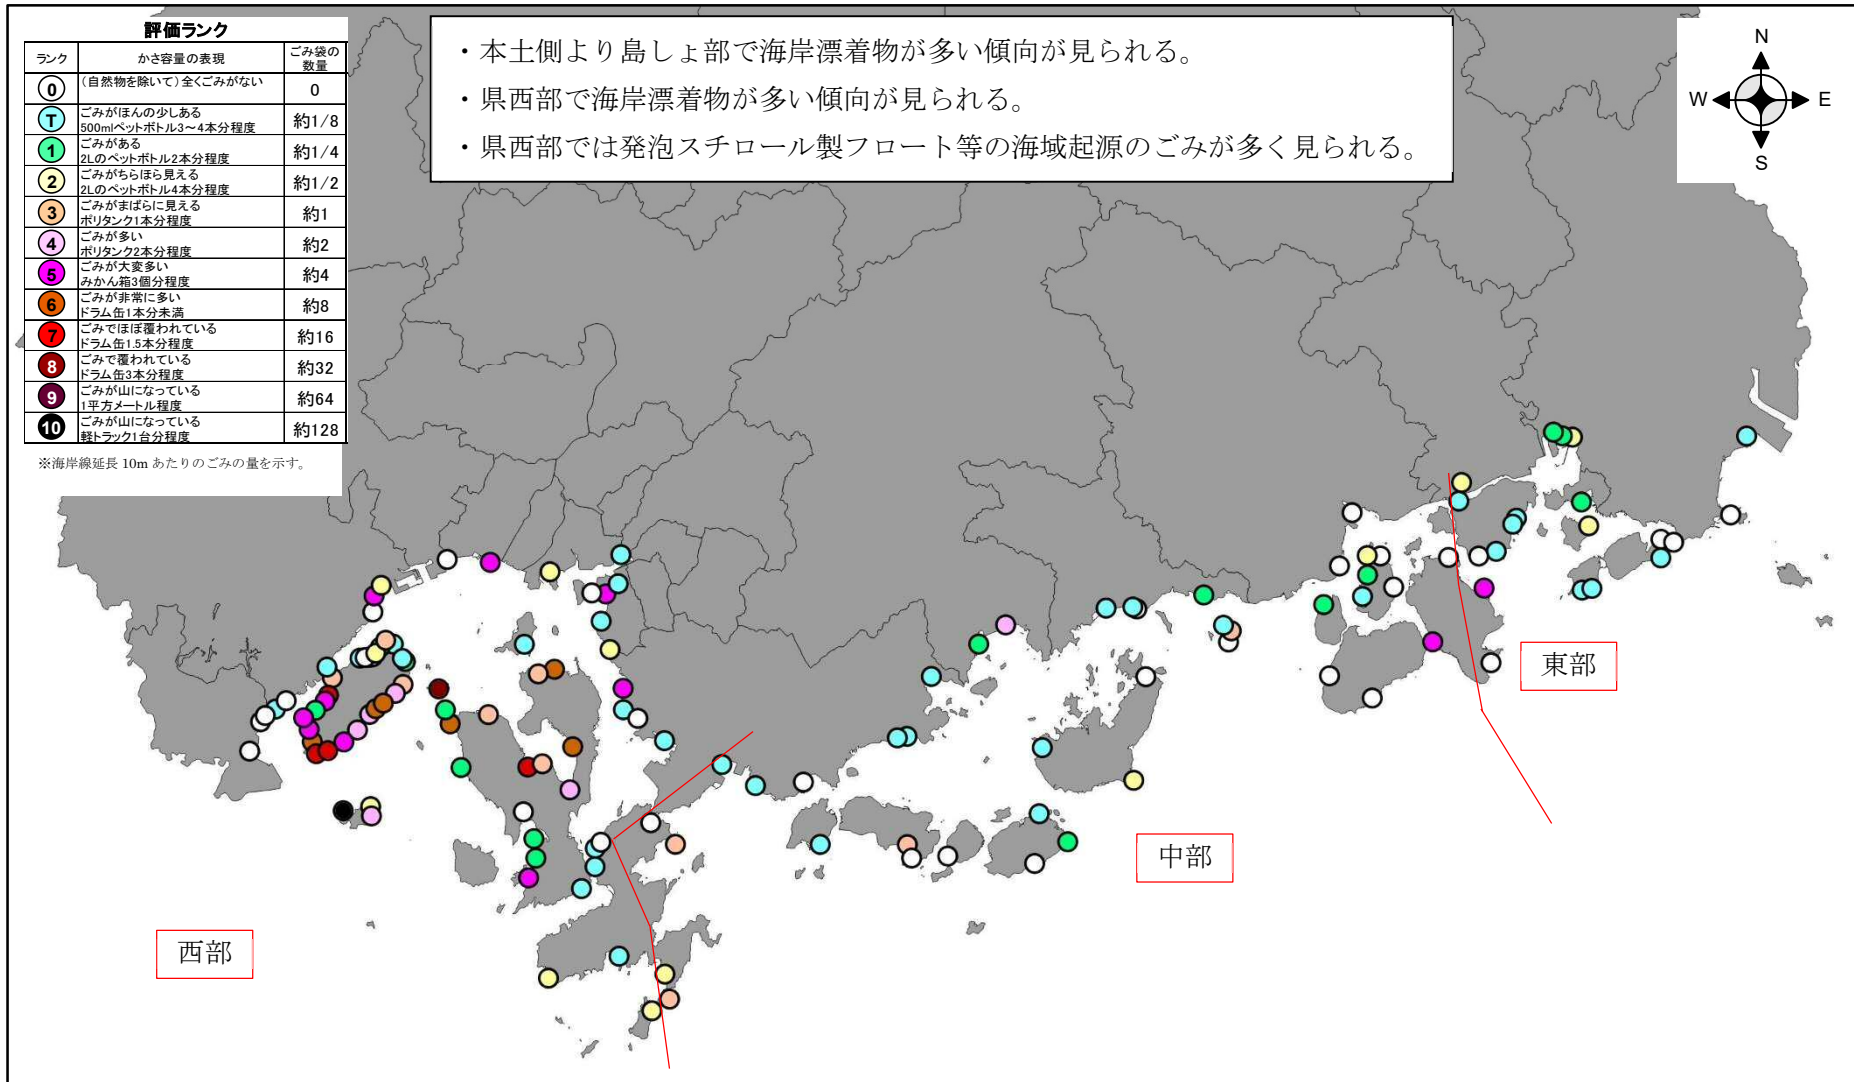 評価ランク
ランク かさ容量の表現 ごみ袋の数量
0 (自然物を除いて)全くごみがない 0
T ごみがほんの少しある 500mlペットボトル3～4本分程度 約1/8
1 ごみがある 2Lのペットボトル2本分程度 約1/4
2 ごみがちらほら見える 2Lのペットボトル4本分程度 約1/2
3 ごみがまばらに見える ポリタンク1本分程度 約1
4 ごみが多い ポリタンク2本分程度 約2
5 ごみが大変多い みかん箱3個分程度 約4
6 ごみが非常に多い ドラム缶1本分未満 約8
7 ごみでほぼ覆われている ドラム缶1.5本分程度 約16
8 ごみで覆われている ドラム缶3本分程度 約32
9 ごみが山になっている 1平方メートル程度 約64
10 ごみが山になっている 軽トラック1台分程度 約128
※海岸線延長 10m あたりのごみの量を示す。
・本土側より島しょ部で海岸漂着物が多い傾向が見られる。
・県西部で海岸漂着物が多い傾向が見られる。
・県西部では発泡スチロール製フロート等の海域起源のごみが多く見られる。
N
W E
S
東部
中部
西部